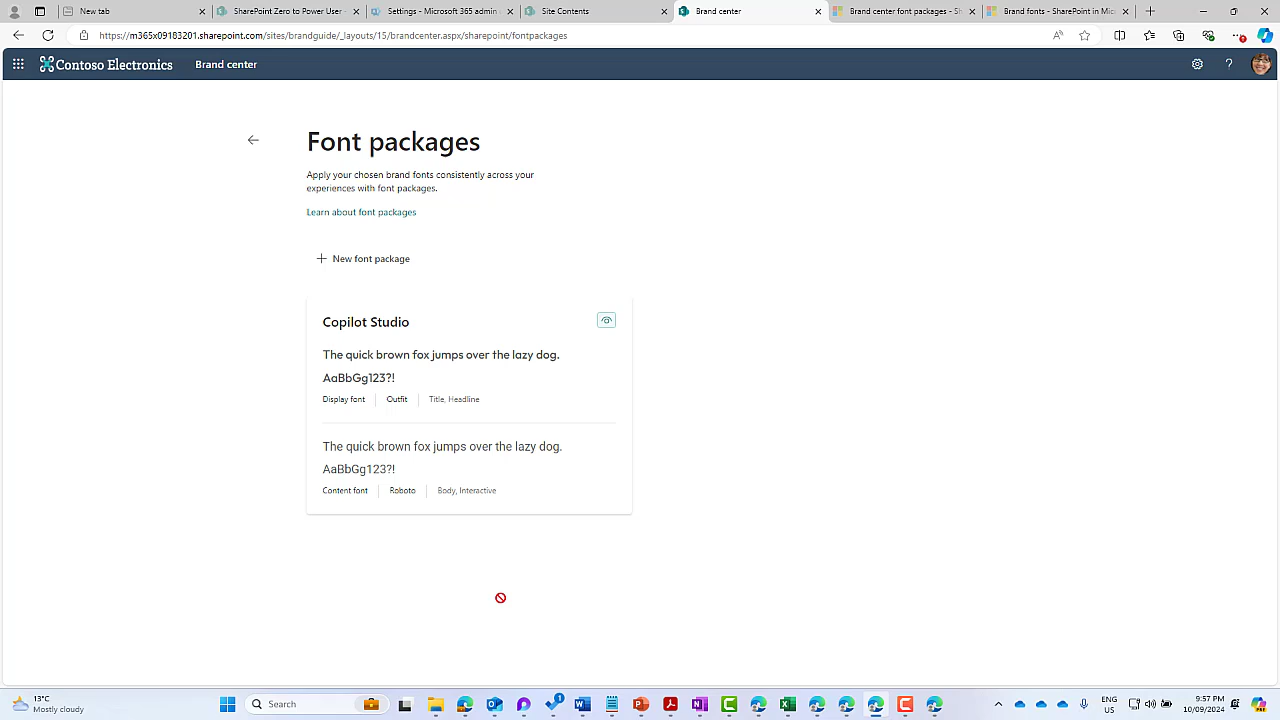 New tab
SharePoint Zero to Power User -
Settings - Microsoft 365 admin
Site Contents
Brand center
Brand center font packages - Sh
Brand fonts - SharePoint in Mic
https://m365x09183201.sharepoint.com/sites/brandguide/_layouts/15/brandcenter.aspx/sharepoint/fontpackages
Contoso Electronics
Brand center
?
Font packages
Apply your chosen brand fonts consistently across your
experiences with font packages.
Learn about font packages
New font package
Copilot Studio
The quick brown fox jumps over the lazy dog.
AaBbGg123?!
Display font
Outfit
Title, Headline
The quick brown fox jumps over the lazy dog.
AaBbGg123?!
Content font
Roboto
Body, Interactive
13°C
Mostly cloudy
Search
1
ENG
US
9:57 PM
10/09/2024